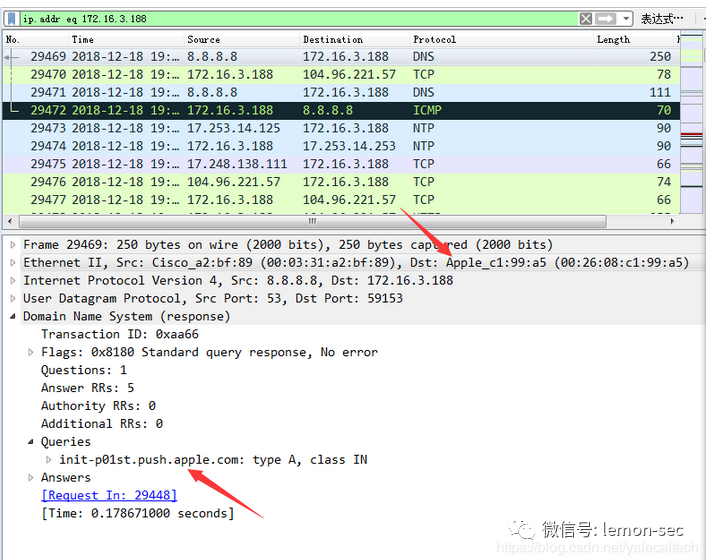 ip.addr eq 172.16.3.188 表达式…
No. Time Source Destination Protocol Length
29469 2018-12-18 19:… 8.8.8.8 172.16.3.188 DNS 250
29470 2018-12-18 19:… 172.16.3.188 104.96.221.57 TCP 78
29471 2018-12-18 19:… 8.8.8.8 172.16.3.188 DNS 111
29472 2018-12-18 19:… 172.16.3.188 8.8.8.8 ICMP 70
29473 2018-12-18 19:… 17.253.14.125 172.16.3.188 NTP 90
29474 2018-12-18 19:… 172.16.3.188 17.253.14.253 NTP 90
29475 2018-12-18 19:… 17.248.138.111 172.16.3.188 TCP 66
29476 2018-12-18 19:… 104.96.221.57 172.16.3.188 TCP 74
29477 2018-12-18 19:… 172.16.3.188 104.96.221.57 TCP 66
Frame 29469: 250 bytes on wire (2000 bits), 250 bytes captured (2000 bits)
Ethernet II, Src: Cisco_a2:bf:89 (00:03:31:a2:bf:89), Dst: Apple_c1:99:a5 (00:26:08:c1:99:a5)
Internet Protocol Version 4, Src: 8.8.8.8, Dst: 172.16.3.188
User Datagram Protocol, Src Port: 53, Dst Port: 59153
Domain Name System (response)
Transaction ID: 0xaa66
Flags: 0x8180 Standard query response, No error
Questions: 1
Answer RRs: 5
Authority RRs: 0
Additional RRs: 0
Queries
init-p01st.push.apple.com: type A, class IN
Answers
[Request In: 29448]
[Time: 0.178671000 seconds]
微信号: lemon-sec
https://blog.csdn.net/yalecaltech